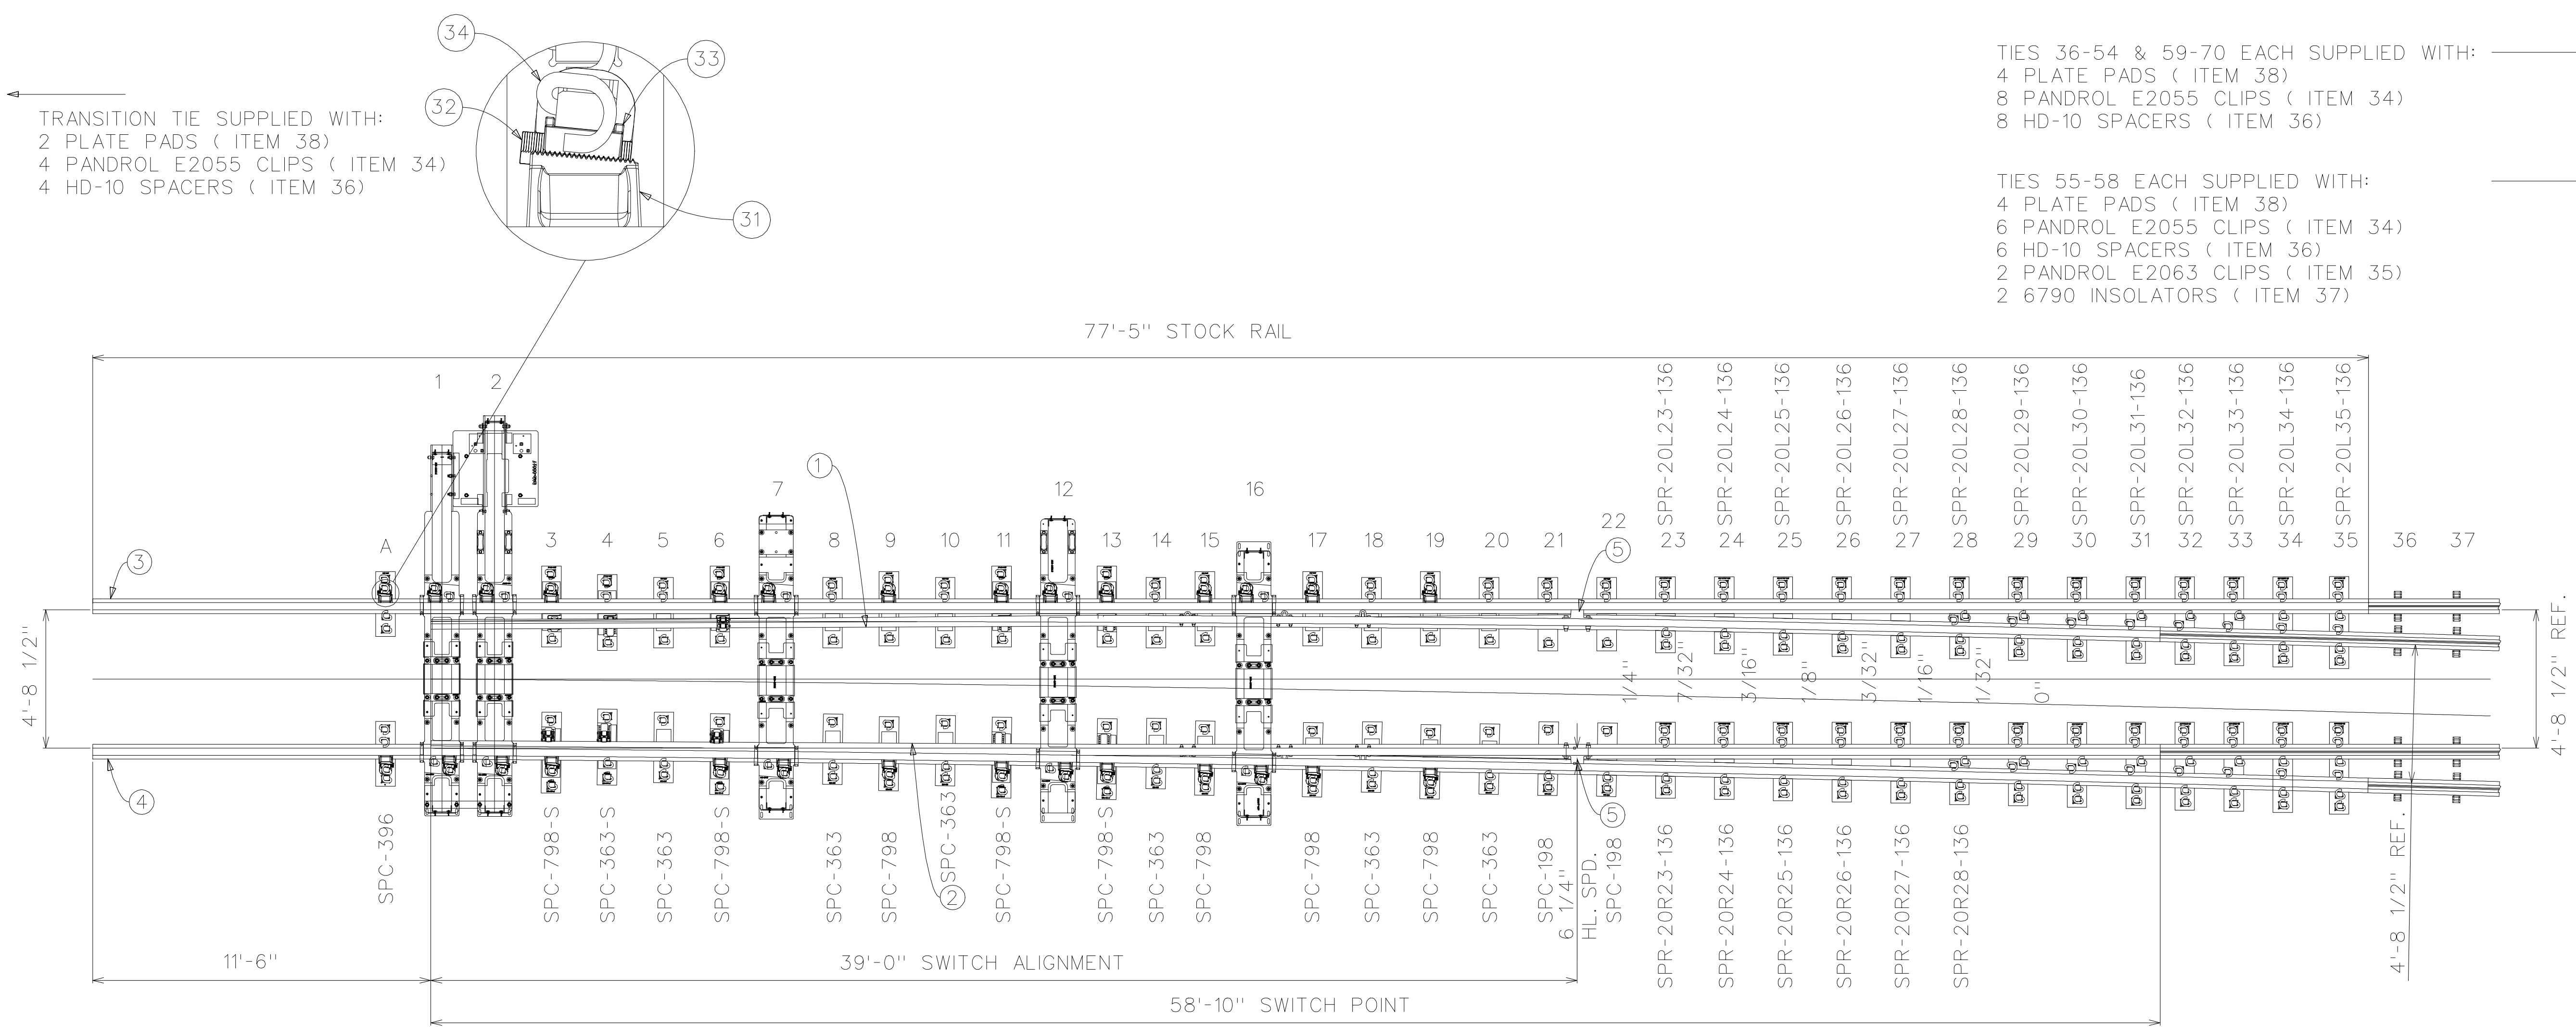 34
33
32
31
TRANSITION TIE SUPPLIED WITH:
2 PLATE PADS ( ITEM 38)
4 PANDROL E2055 CLIPS ( ITEM 34)
4 HD-10 SPACERS ( ITEM 36)
TIES 36-54 & 59-70 EACH SUPPLIED WITH:
4 PLATE PADS ( ITEM 38)
8 PANDROL E2055 CLIPS ( ITEM 34)
8 HD-10 SPACERS ( ITEM 36)
TIES 55-58 EACH SUPPLIED WITH:
4 PLATE PADS ( ITEM 38)
6 PANDROL E2055 CLIPS ( ITEM 34)
6 HD-10 SPACERS ( ITEM 36)
2 PANDROL E2063 CLIPS ( ITEM 35)
2 6790 INSOLATORS ( ITEM 37)
77'-5" STOCK RAIL
1 2
SPR-20L23-136
SPR-20L24-136
SPR-20L25-136
SPR-20L26-136
SPR-20L27-136
SPR-20L28-136
SPR-20L29-136
SPR-20L30-136
SPR-20L31-136
SPR-20L32-136
SPR-20L33-136
SPR-20L34-136
SPR-20L35-136
1
7 12 16
22
5
3
A 3 4 5 6 8 9 10 11 13 14 15 17 18 19 20 21 23 24 25 26 27 28 29 30 31 32 33 34 35 36 37
4'-8 1/2"
4'-8 1/2" REF.
1/4"
7/32"
3/16"
1/8"
3/32"
1/16"
1/32"
0"
4
2
5
SPC-396
SPC-798-S
SPC-363-S
SPC-363
SPC-798-S
SPC-363
SPC-798
SPC-363
SPC-798-S
SPC-798-S
SPC-363
SPC-798
SPC-798
SPC-363
SPC-798
SPC-363
SPC-198
6 1/4"
HL. SPD.
SPC-198
SPR-20R23-136
SPR-20R24-136
SPR-20R25-136
SPR-20R26-136
SPR-20R27-136
SPR-20R28-136
4'-8 1/2" REF.
11'-6"
39'-0" SWITCH ALIGNMENT
58'-10" SWITCH POINT